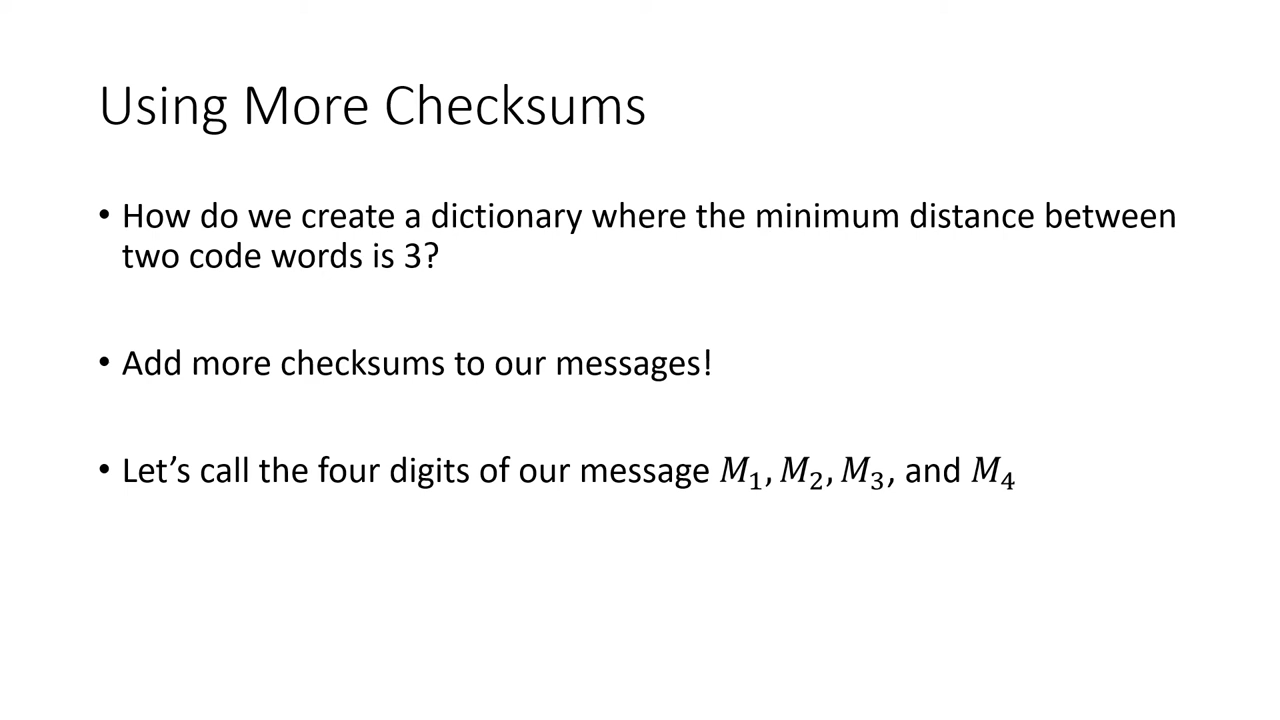 Using More Checksums
• How do we create a dictionary where the minimum distance between
two code words is 3?
• Add more checksums to our messages!
• Let’s call the four digits of our message M₁, M₂, M₃, and M₄